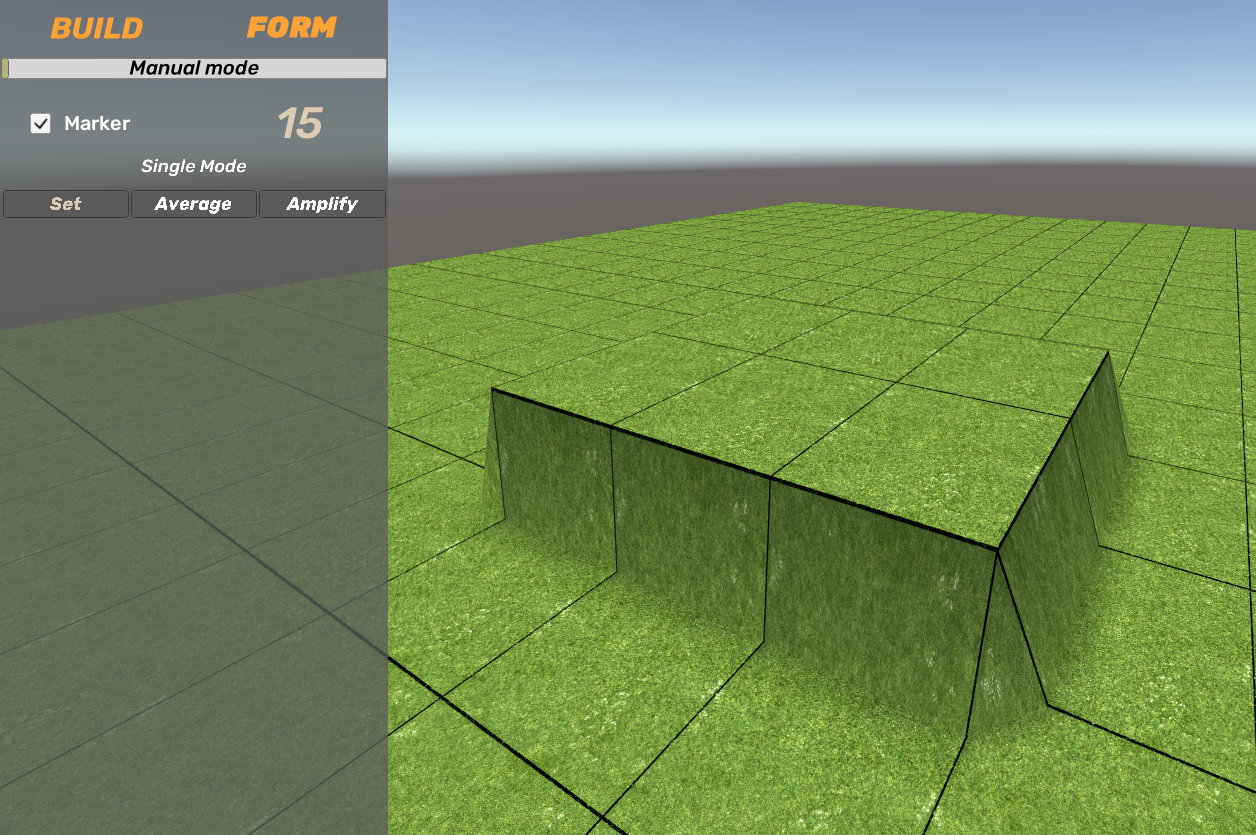 BUILD FORM
Manual mode
Marker 15
Single Mode
Set Average Amplify